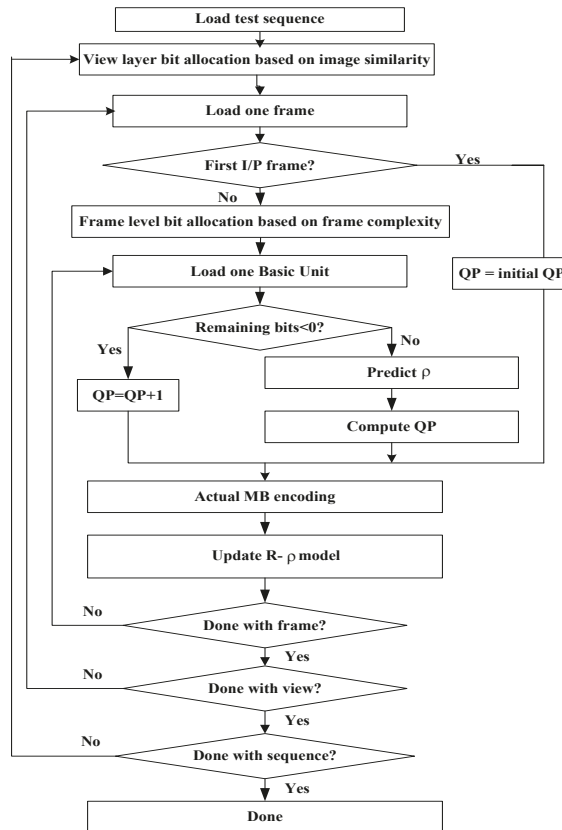 Load test sequence
View layer bit allocation based on image similarity
Load one frame
First I/P frame?
Yes
No
Frame level bit allocation based on frame complexity
Load one Basic Unit
QP = initial QP
Remaining bits<0?
Yes
No
QP=QP+1
Predict ρ
Compute QP
Actual MB encoding
Update R- ρ model
No
Done with frame?
Yes
No
Done with view?
Yes
No
Done with sequence?
Yes
Done